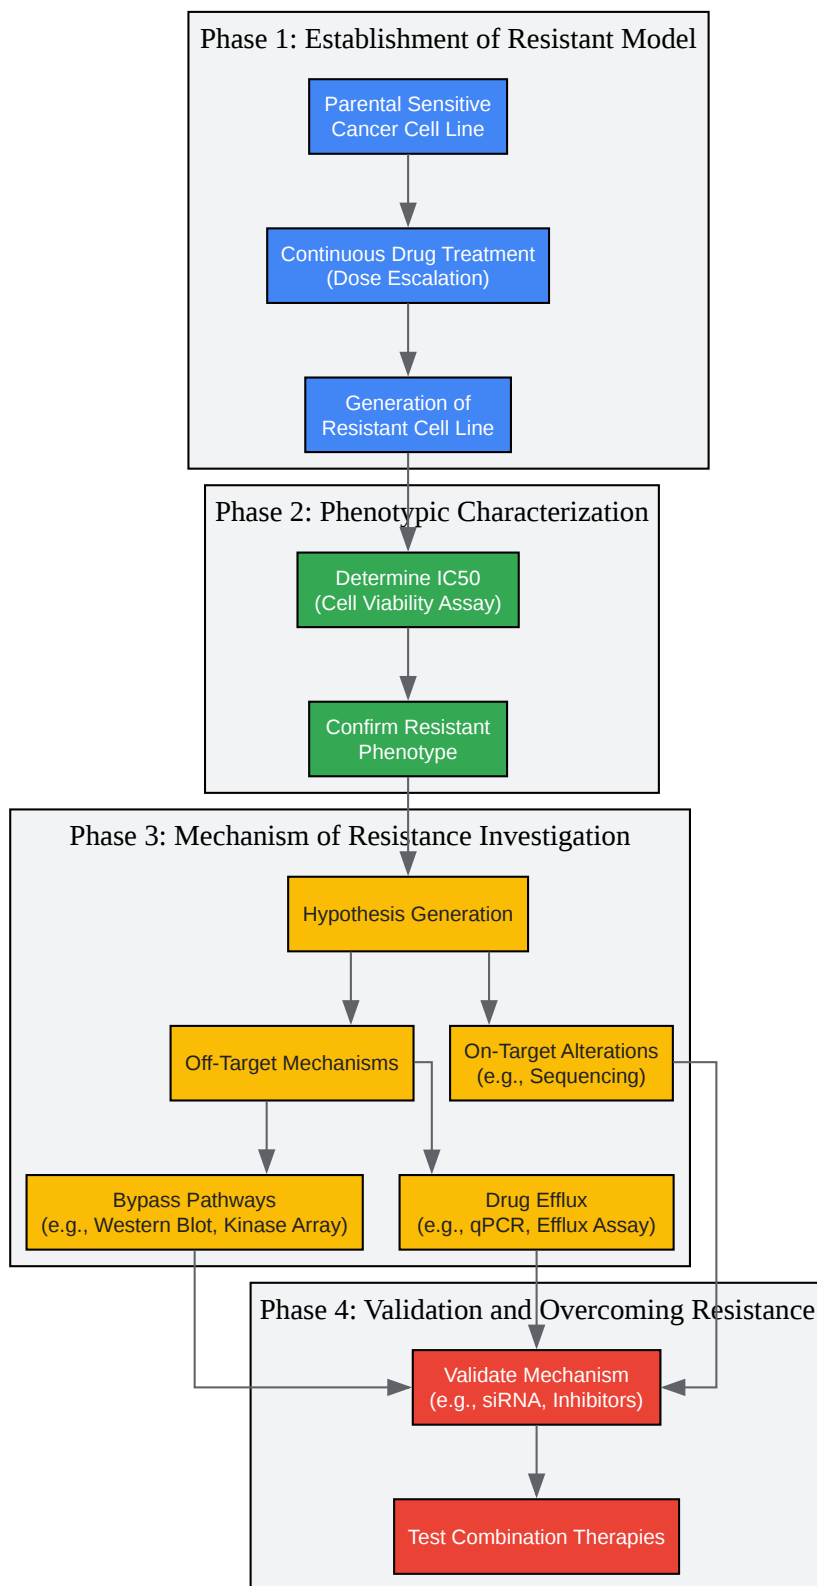 Phase 1: Establishment of Resistant Model
Parental Sensitive
Cancer Cell Line
Continuous Drug Treatment
(Dose Escalation)
Generation of
Resistant Cell Line
Phase 2: Phenotypic Characterization
Determine IC50
(Cell Viability Assay)
Confirm Resistant
Phenotype
Phase 3: Mechanism of Resistance Investigation
Hypothesis Generation
Off-Target Mechanisms
On-Target Alterations
(e.g., Sequencing)
Bypass Pathways
(e.g., Western Blot, Kinase Array)
Drug Efflux
(e.g., qPCR, Efflux Assay)
Phase 4: Validation and Overcoming Resistance
Validate Mechanism
(e.g., siRNA, Inhibitors)
Test Combination Therapies